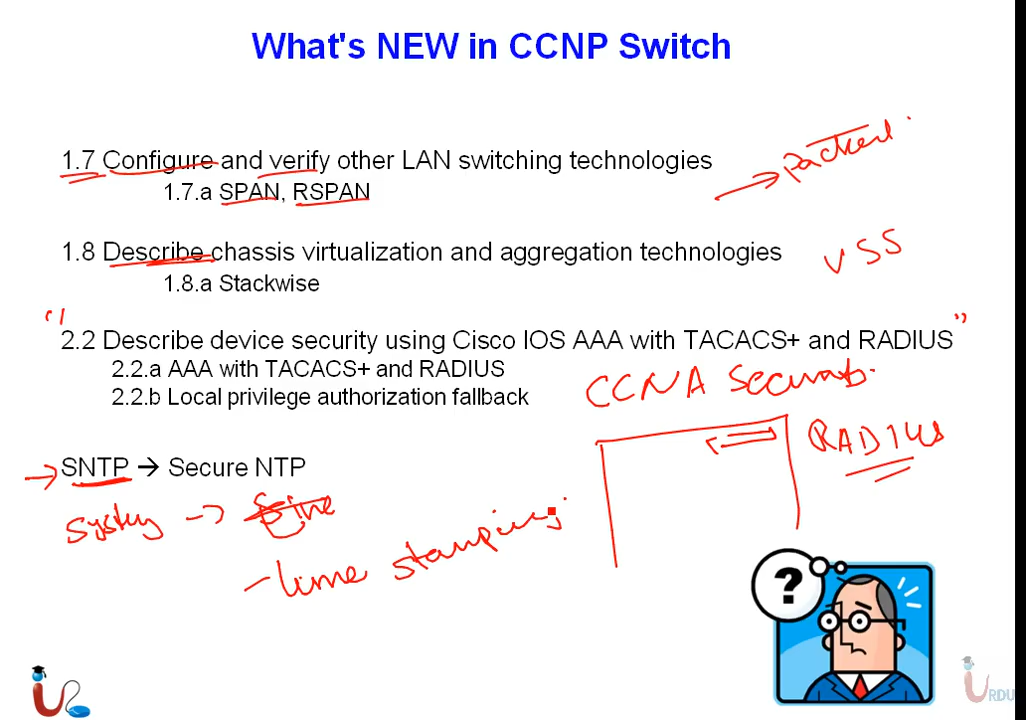 What's NEW in CCNP Switch
1.7 Configure and verify other LAN switching technologies
1.7.a SPAN, RSPAN
1.8 Describe chassis virtualization and aggregation technologies
VSS
1.8.a Stackwise
2.2 Describe device security using Cisco IOS AAA with TACACS+ and RADIUS
2.2.a AAA with TACACS+ and RADIUS
2.2.b Local privilege authorization fallback
CCNA
RADIUS
SNTP → Secure NTP
time stamping
?
URDU